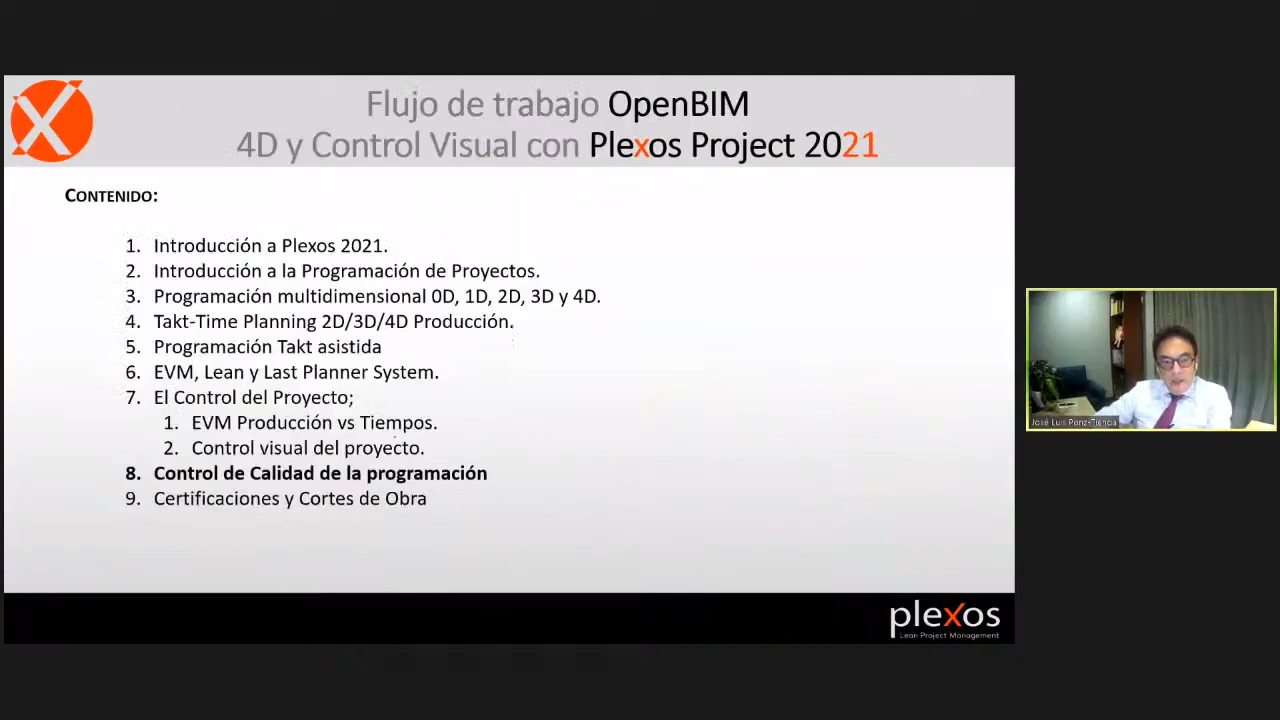 Flujo de trabajo OpenBIM
4D y Control Visual con Plexos Project 2021
CONTENIDO:
1. Introducción a Plexos 2021.
2. Introducción a la Programación de Proyectos.
3. Programación multidimensional 0D, 1D, 2D, 3D y 4D.
4. Takt-Time Planning 2D/3D/4D Producción.
5. Programación Takt asistida
6. EVM, Lean y Last Planner System.
7. El Control del Proyecto;
1. EVM Producción vs Tiempos.
2. Control visual del proyecto.
8. Control de Calidad de la programación
9. Certificaciones y Cortes de Obra
plexos
Lean Project Management
José Luis Ponz-Tienda